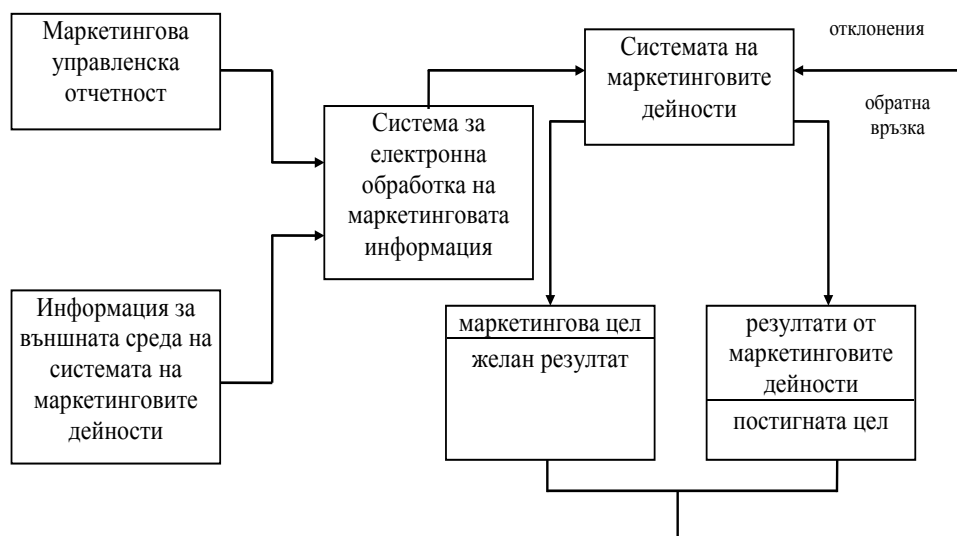 Маркетингова
управленска
отчетност
Система за
електронна
обработка на
маркетинговата
информация
Информация за
външната среда на
системата на
маркетинговите
дейности
Системата на
маркетинговите
дейности
отклонения
обратна
връзка
маркетингова цел
желан резултат
резултати от
маркетинговите
дейности
постигната цел